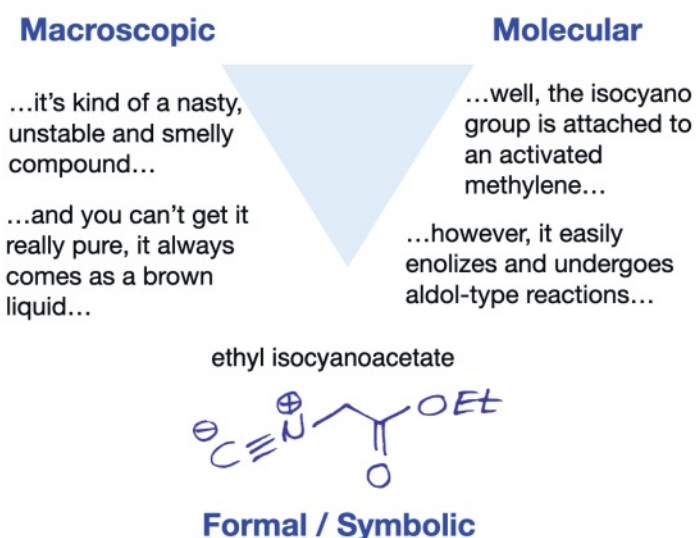 Macroscopic
Molecular
...it's kind of a nasty,
unstable and smelly
compound...
...and you can't get it
really pure, it always
comes as a brown
liquid...
...well, the isocyano
group is attached to
an activated
methylene...
...however, it easily
enolizes and undergoes
aldol-type reactions...
ethyl isocyanoacetate
⊖C≡N⊕ OEt
O
Formal / Symbolic